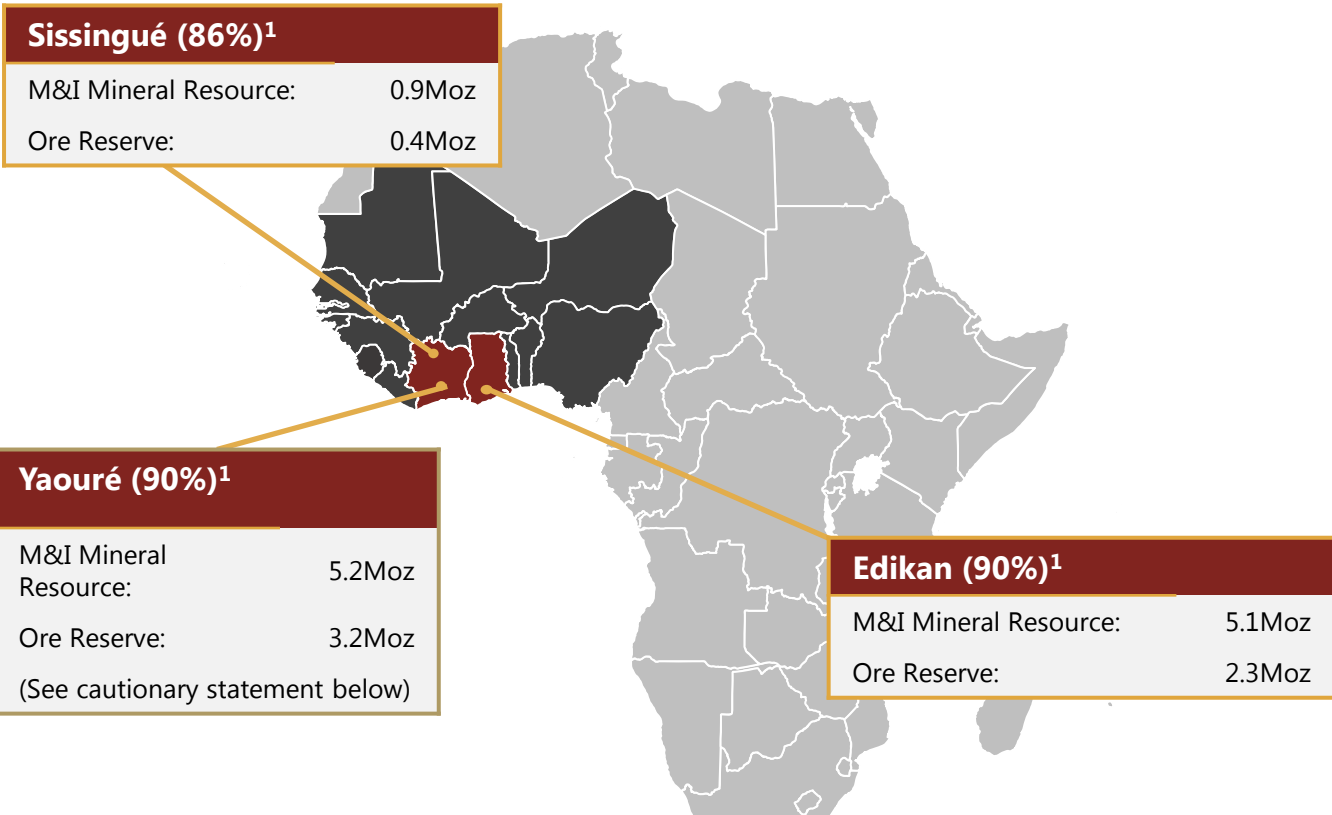 Sissingué (86%)¹
M&I Mineral Resource: 0.9Moz
Ore Reserve: 0.4Moz
Yaouré (90%)¹
M&I Mineral
Resource: 5.2Moz
Ore Reserve: 3.2Moz
(See cautionary statement below)
Edikan (90%)¹
M&I Mineral Resource: 5.1Moz
Ore Reserve: 2.3Moz